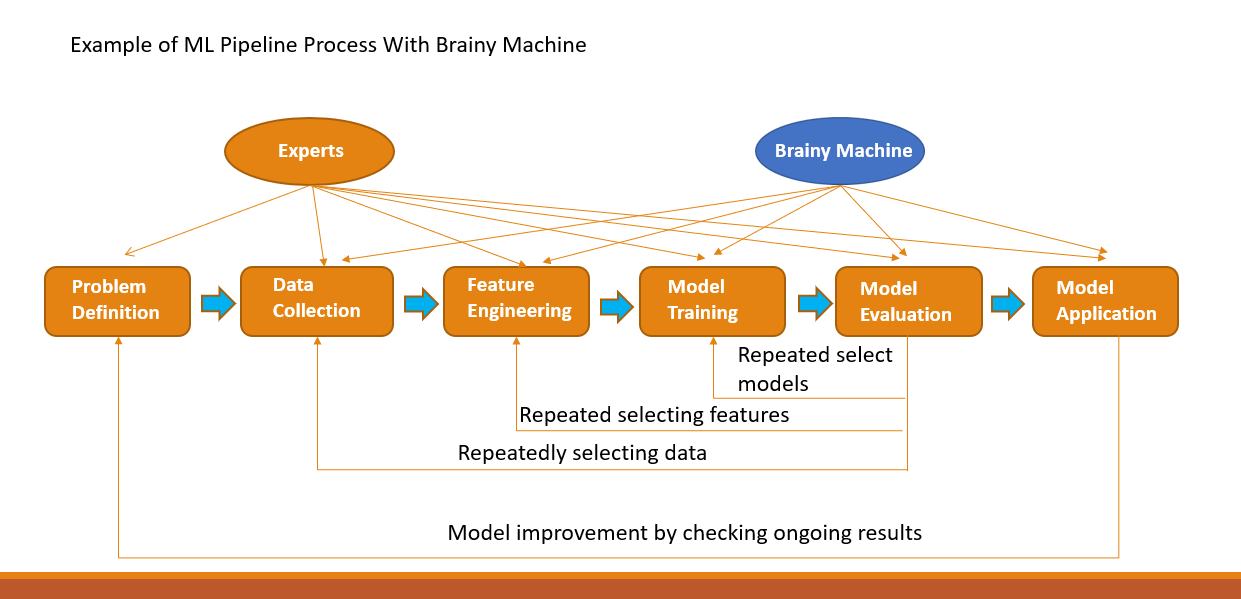 Example of ML Pipeline Process With Brainy Machine
Experts
Brainy Machine
Problem
Definition
Data
Collection
Feature
Engineering
Model
Training
Model
Evaluation
Model
Application
Repeated select
models
Repeated selecting features
Repeatedly selecting data
Model improvement by checking ongoing results